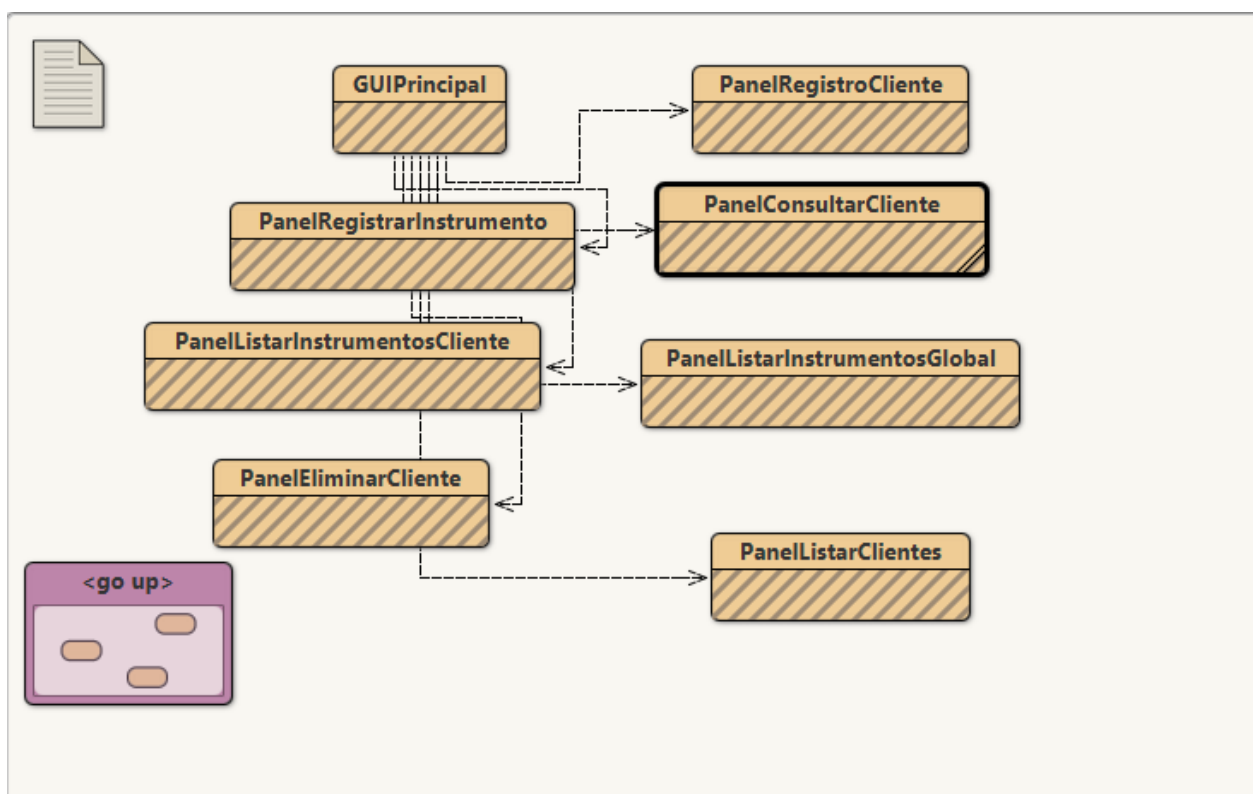 GUIPrincipal
PanelRegistroCliente
PanelConsultarCliente
PanelRegistrarInstrumento
PanelListarInstrumentosCliente
PanelListarInstrumentosGlobal
PanelEliminarCliente
PanelListarClientes
<go up>